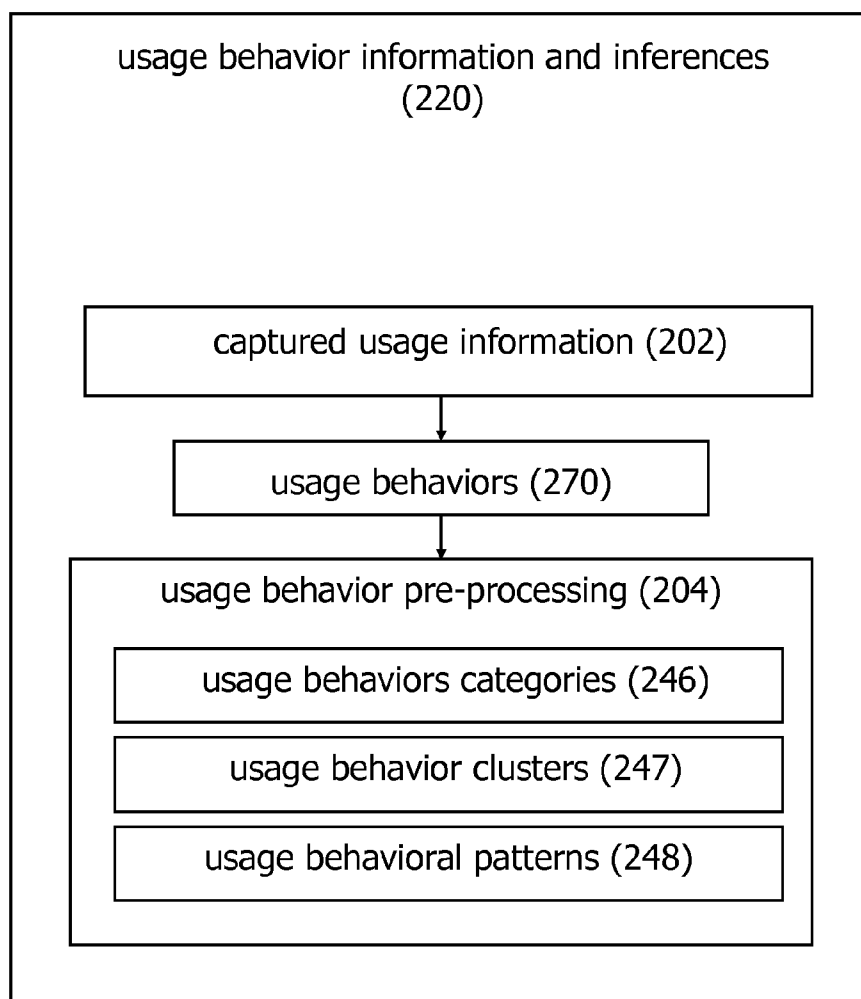 usage behavior information and inferences
(220)
captured usage information (202)
usage behaviors (270)
usage behavior pre-processing (204)
usage behaviors categories (246)
usage behavior clusters (247)
usage behavioral patterns (248)